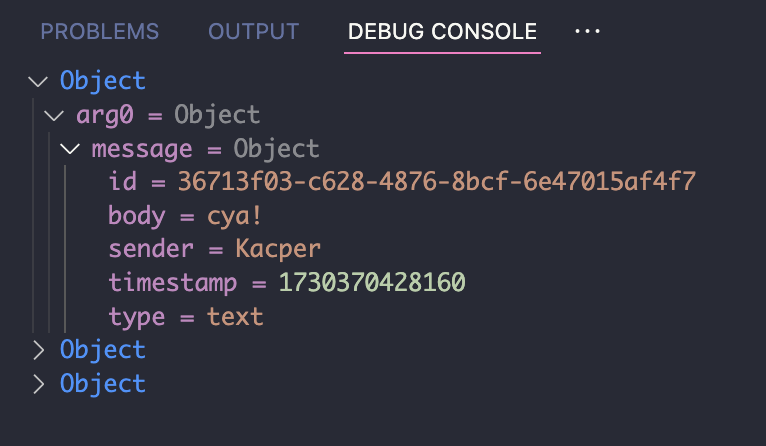 PROBLEMS OUTPUT DEBUG CONSOLE ···
Object
arg0 = Object
message = Object
id = 36713f03-c628-4876-8bcf-6e47015af4f7
body = cya!
sender = Kacper
timestamp = 1730370428160
type = text
Object
Object